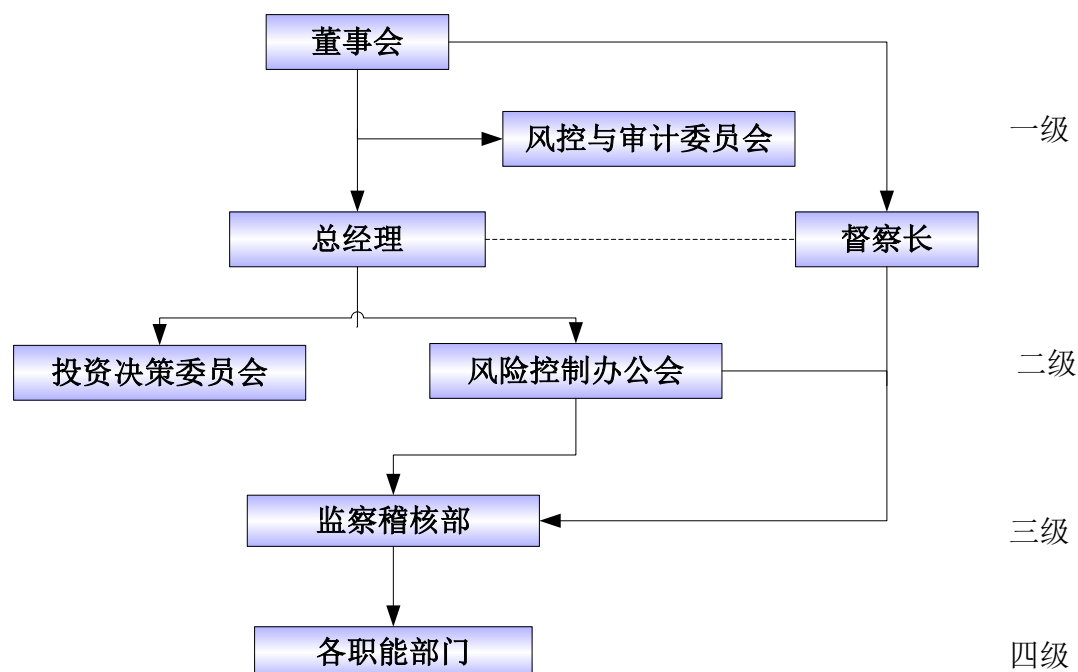 董事会
风控与审计委员会
一级
总经理
督察长
投资决策委员会
风险控制办公会
二级
监察稽核部
三级
各职能部门
四级